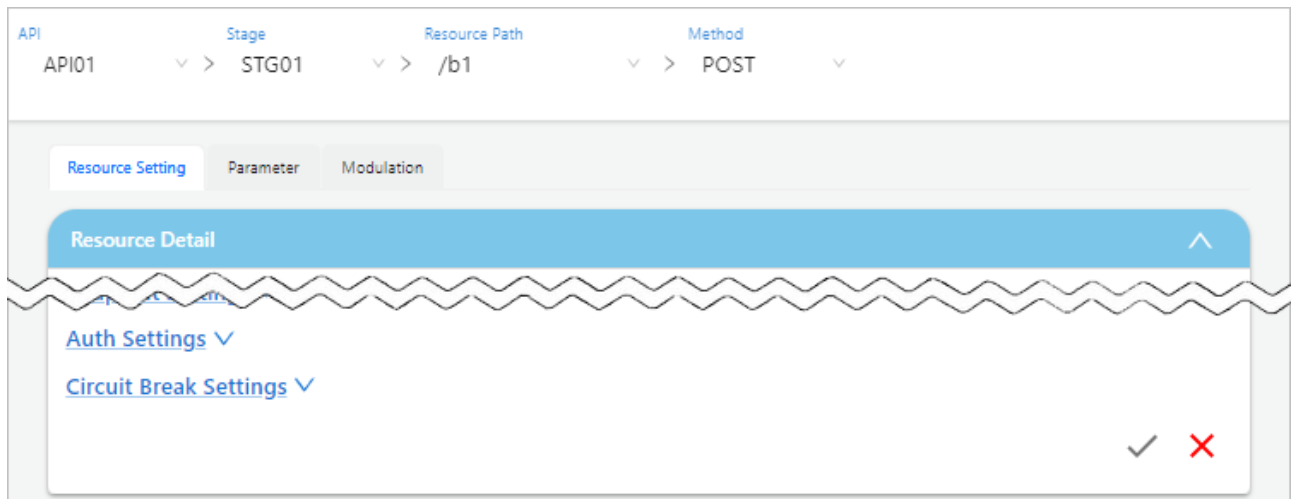 API Stage Resource Path Method
API01 > STG01 > /b1 > POST
Resource Setting Parameter Modulation
Resource Detail
Auth Settings
Circuit Break Settings